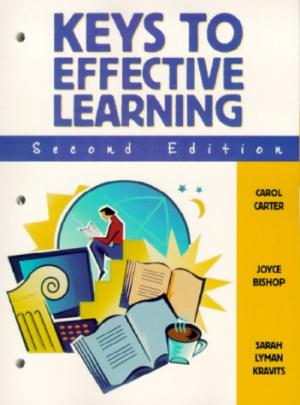 KEYS TO
EFFECTIVE
LEARNING
Second Edition
CAROL
CARTER
JOYCE
BISHOP
SARAH
LYMAN
KRAVITS